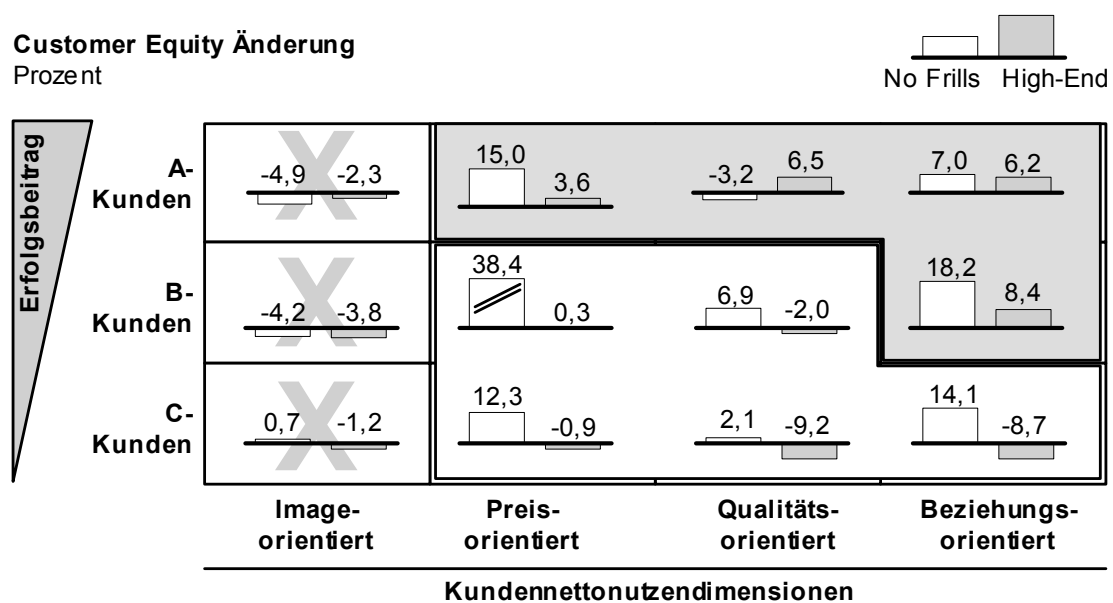 Customer Equity Änderung
Prozent
No Frills High-End
Erfolgsbeitrag
A-
Kunden
X
-4,9 -2,3
15,0 3,6
-3,2 6,5
7,0 6,2
B-
Kunden
X
-4,2 -3,8
38,4 0,3
6,9 -2,0
18,2 8,4
C-
Kunden
X
0,7 -1,2
12,3 -0,9
2,1 -9,2
14,1 -8,7
Image-
orientiert
Preis-
orientiert
Qualitäts-
orientiert
Beziehungs-
orientiert
Kundennettonutzendimensionen